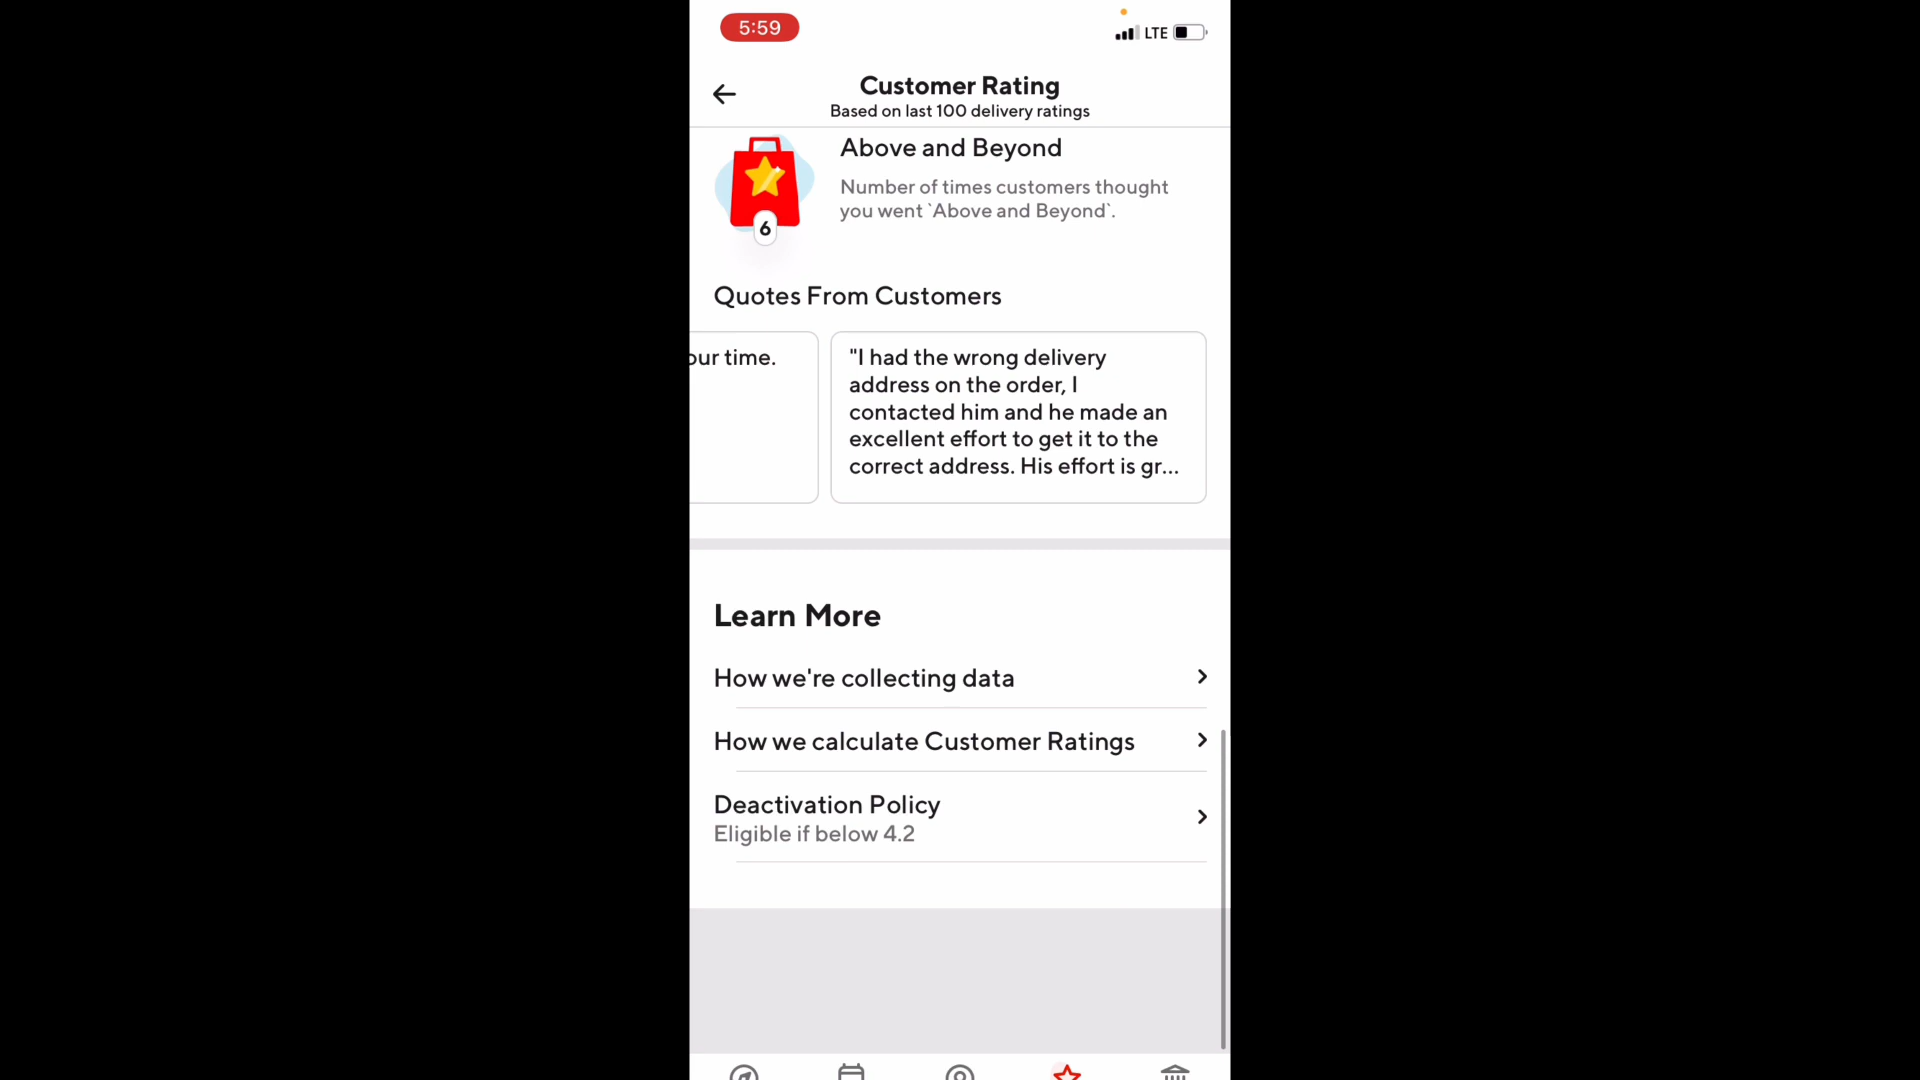 5:59
LTE
Customer Rating
Based on last 100 delivery ratings
Above and Beyond
Number of times customers thought
you went `Above and Beyond`.
6
Quotes From Customers
our time.
"I had the wrong delivery
address on the order, I
contacted him and he made an
excellent effort to get it to the
correct address. His effort is gr...
Learn More
How we're collecting data
How we calculate Customer Ratings
Deactivation Policy
Eligible if below 4.2